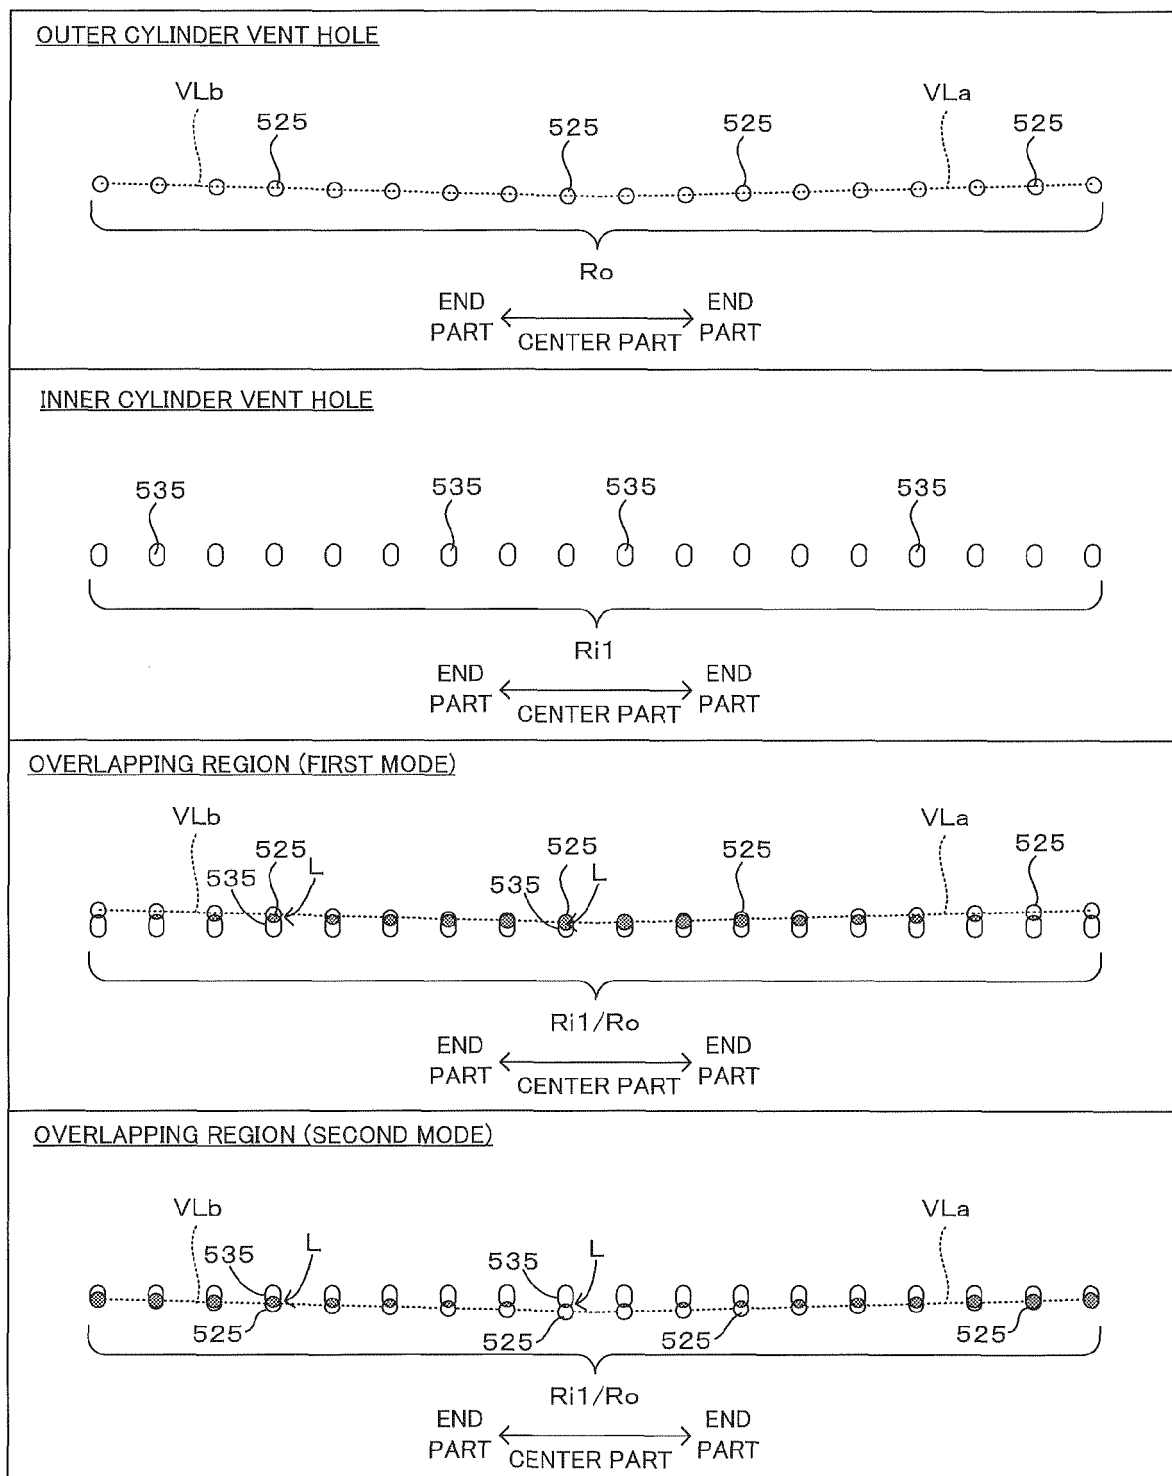 OUTER CYLINDER VENT HOLE
VLb VLa
525 525 525 525
Ro
END PART CENTER PART END PART
INNER CYLINDER VENT HOLE
535 535 535 535
Ri1
END PART CENTER PART END PART
OVERLAPPING REGION (FIRST MODE)
VLb VLa
525 525 525 525
535 L 535 L
Ri1/Ro
END PART CENTER PART END PART
OVERLAPPING REGION (SECOND MODE)
VLb VLa
535 L 535 L
525 525 525 525
Ri1/Ro
END PART CENTER PART END PART